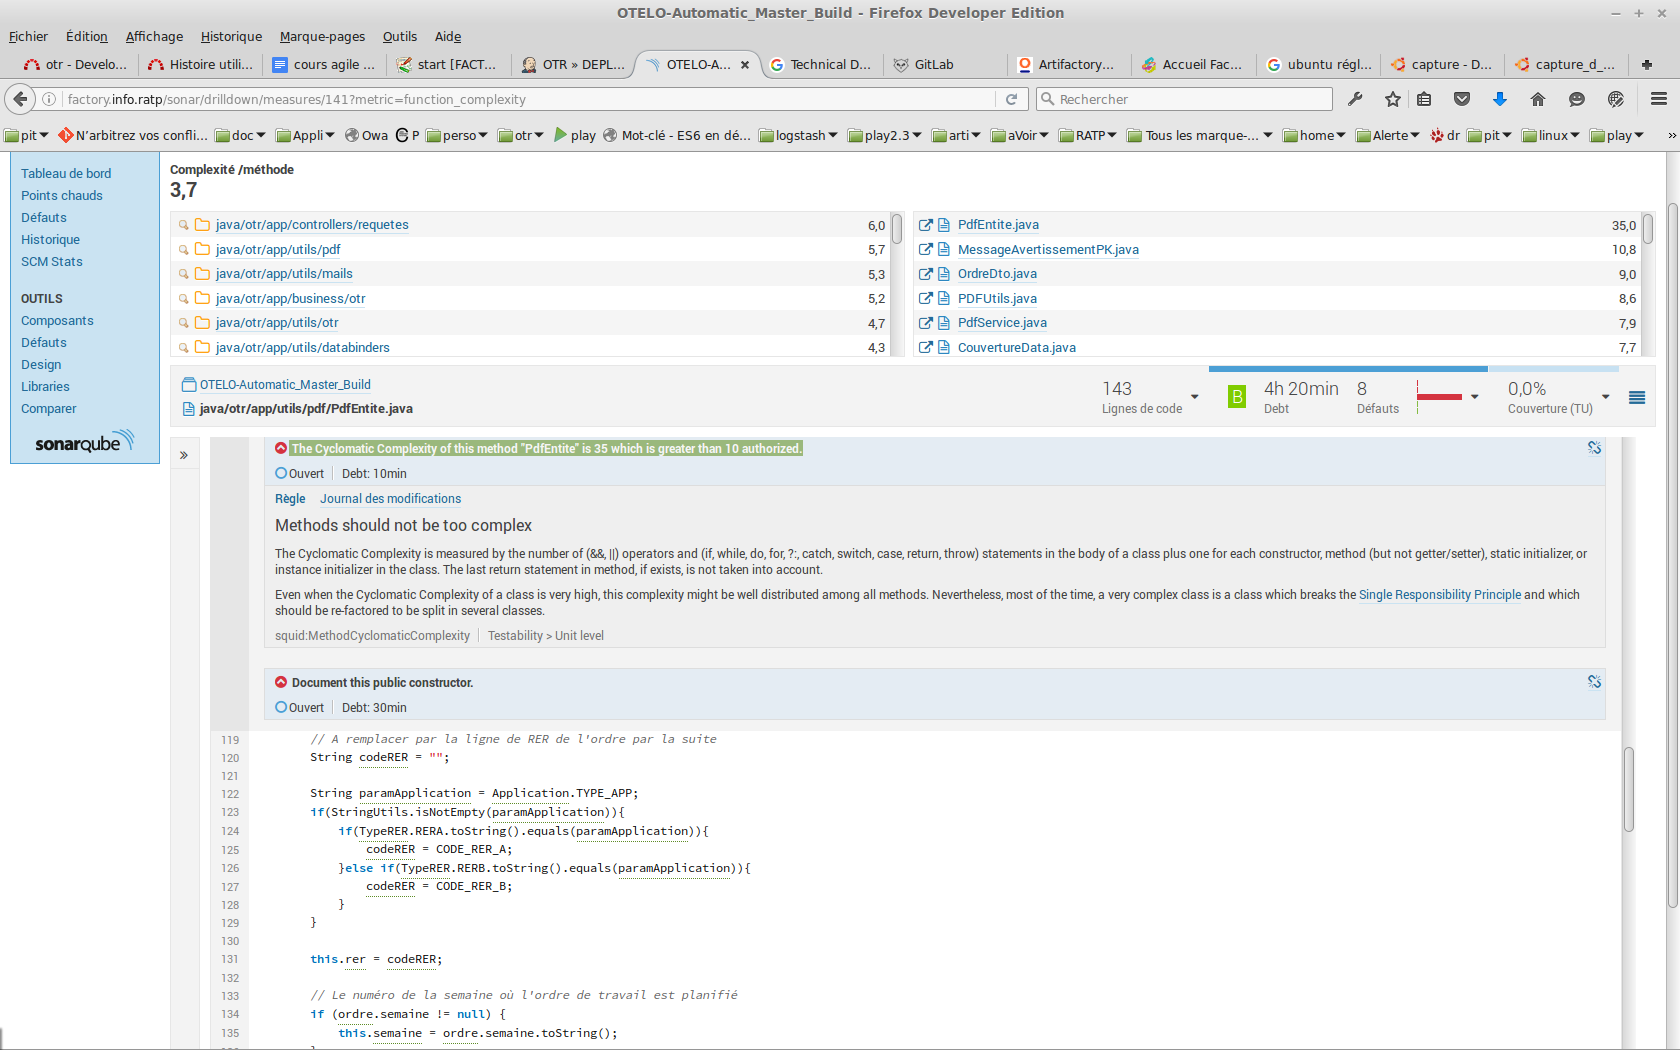 OTELO-Automatic_Master_Build - Firefox Developer Edition
Fichier Édition Affichage Historique Marque-pages Outils Aide
otr - Develo... Histoire utili... cours agile ... start [FACT... OTR » DEPL... OTELO-A... Technical D... GitLab Artifactory... Accueil Fac... ubuntu régl... capture - D... capture_d_...
factory.info.ratp/sonar/drilldown/measures/141?metric=function_complexity
Rechercher
pit N'arbitrez vos confli... doc Appli Owa P perso otr play Mot-clé - ES6 en dé... logstash play2.3 arti aVoir RATP Tous les marque-... home Alerte dr pit linux play »
Tableau de bord
Points chauds
Défauts
Historique
SCM Stats
OUTILS
Composants
Défauts
Design
Libraries
Comparer
sonarqube
Complexité /méthode
3,7
java/otr/app/controllers/requetes 6,0
java/otr/app/utils/pdf 5,7
java/otr/app/utils/mails 5,3
java/otr/app/business/otr 5,2
java/otr/app/utils/otr 4,7
java/otr/app/utils/databinders 4,3
PdfEntite.java 35,0
MessageAvertissementPK.java 10,8
OrdreDto.java 9,0
PDFUtils.java 8,6
PdfService.java 7,9
CouvertureData.java 7,7
OTELO-Automatic_Master_Build
java/otr/app/utils/pdf/PdfEntite.java
143
Lignes de code
B
4h 20min
Debt
8
Défauts
0,0%
Couverture (TU)
»
The Cyclomatic Complexity of this method "PdfEntite" is 35 which is greater than 10 authorized.
Ouvert Debt: 10min
Règle Journal des modifications
Methods should not be too complex
The Cyclomatic Complexity is measured by the number of (&&, ||) operators and (if, while, do, for, ?:, catch, switch, case, return, throw) statements in the body of a class plus one for each constructor, method (but not getter/setter), static initializer, or
instance initializer in the class. The last return statement in method, if exists, is not taken into account.
Even when the Cyclomatic Complexity of a class is very high, this complexity might be well distributed among all methods. Nevertheless, most of the time, a very complex class is a class which breaks the Single Responsibility Principle and which
should be re-factored to be split in several classes.
squid:MethodCyclomaticComplexity Testability > Unit level
Document this public constructor.
Ouvert Debt: 30min
119 // A remplacer par la ligne de RER de l'ordre par la suite
120 String codeRER = "";
121
122 String paramApplication = Application.TYPE_APP;
123 if(StringUtils.isNotEmpty(paramApplication)){
124 if(TypeRER.RERA.toString().equals(paramApplication)){
125 codeRER = CODE_RER_A;
126 }else if(TypeRER.RERB.toString().equals(paramApplication)){
127 codeRER = CODE_RER_B;
128 }
129 }
130
131 this.rer = codeRER;
132
133 // Le numéro de la semaine où l'ordre de travail est planifié
134 if (ordre.semaine != null) {
135 this.semaine = ordre.semaine.toString();